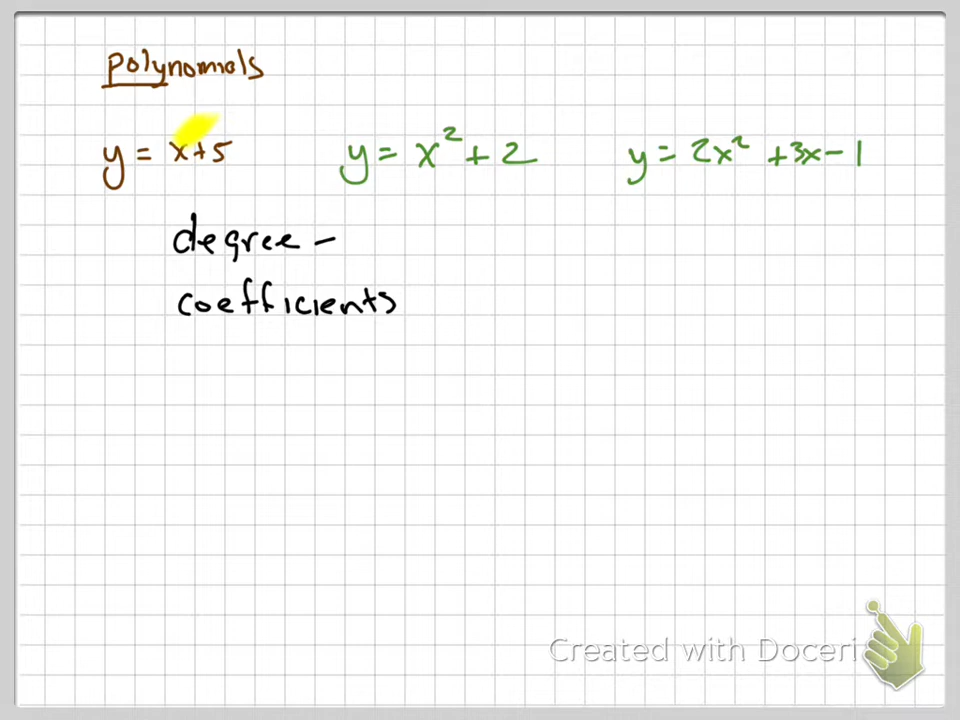 polynomials
y = x+5 y = x² + 2 y = 2x² +3x-1
degree -
coefficients
Created with Doceri